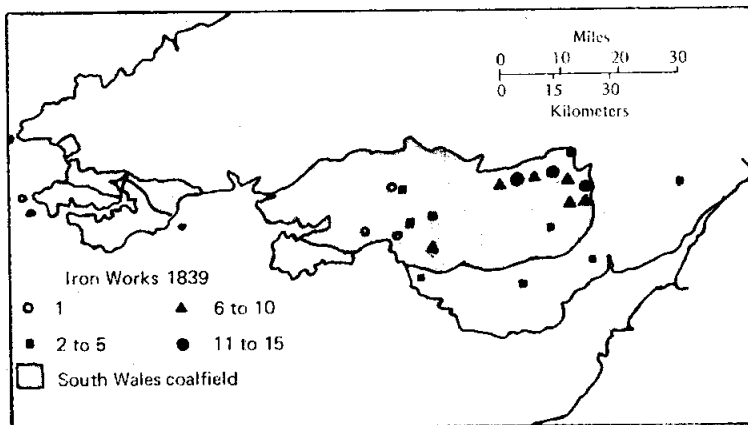 Miles
0 10 20 30
0 15 30
Kilometers
Iron Works 1839
1 6 to 10
2 to 5 11 to 15
South Wales coalfield